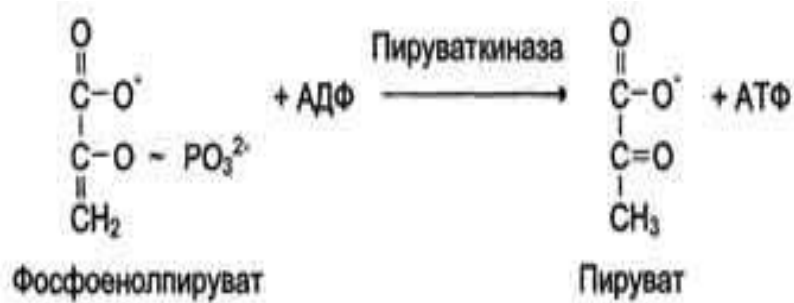 O
C–O⁻
C–O ~ PO₃²⁻
CH₂
Фосфоенолпируват
+ АДФ
Пируваткиназа
O
C–O⁻
C=O
CH₃
Пируват
+ АТФ